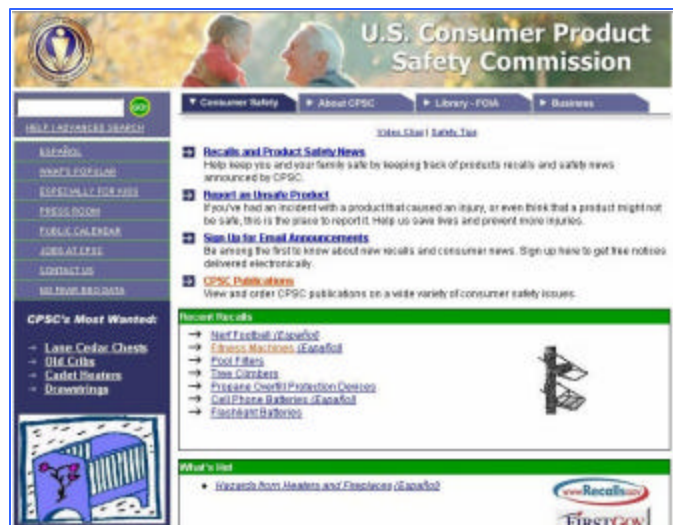 U.S. Consumer Product
Safety Commission
GO!
Consumer Safety
About CPSC
Library - FOIA
Business
HELP | ADVANCED SEARCH
Video Clips | Safety Tips
ESPAÑOL
WHAT'S POPULAR
ESPECIALLY FOR KIDS
PRESS ROOM
PUBLIC CALENDAR
JOBS AT CPSC
CONTACT US
NO FEAR EEO DATA
CPSC's Most Wanted:
Lane Cedar Chests
Old Cribs
Cadet Heaters
Drawstrings
Recalls and Product Safety News
Help keep you and your family safe by keeping track of products recalls and safety news
announced by CPSC.
Report an Unsafe Product
If you've had an incident with a product that caused an injury, or even think that a product might not
be safe, this is the place to report it. Help us save lives and prevent more injuries.
Sign Up for Email Announcements
Be among the first to know about new recalls and consumer news. Sign up here to get free notices
delivered electronically.
CPSC Publications
View and order CPSC publications on a wide variety of consumer safety issues.
Recent Recalls
Nerf Football (Español)
Fitness Machines (Español)
Pool Filters
Tree Climbers
Propane Overfill Protection Devices
Cell Phone Batteries (Español)
Flashlight Batteries
What's Hot
Hazards from Heaters and Fireplaces (Español)
www.Recalls.gov
FIRSTGOV